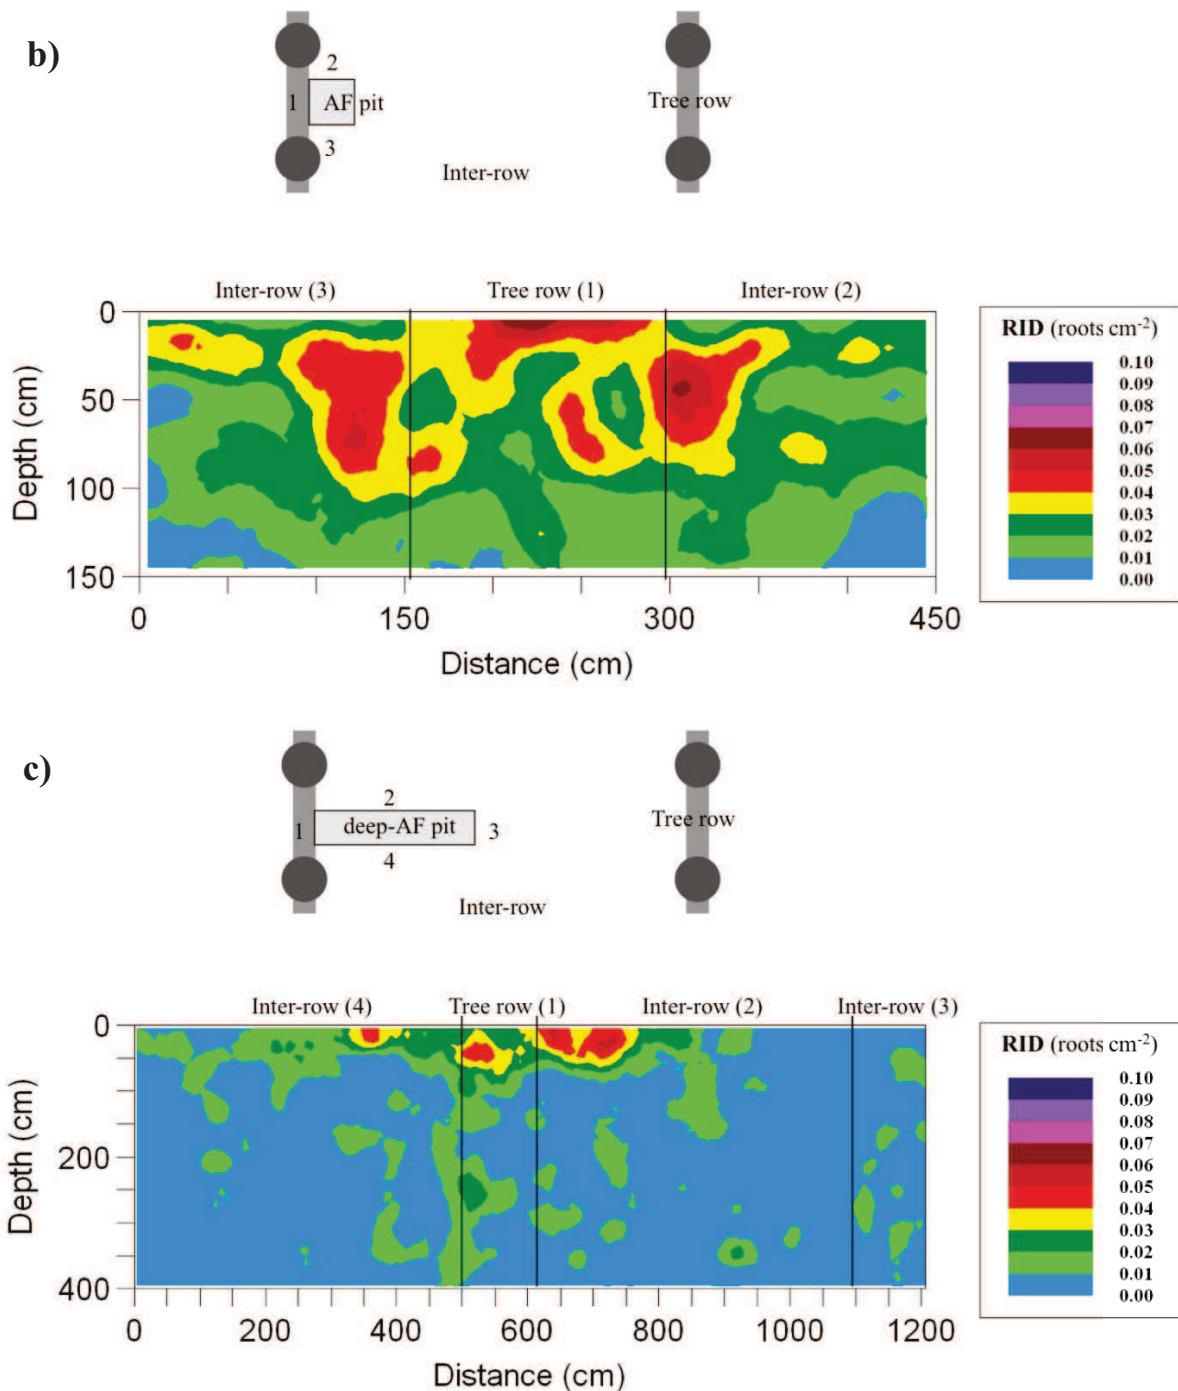 b)
2
1 AF pit
3
Tree row
Inter-row
Inter-row (3) Tree row (1) Inter-row (2)
Depth (cm)
0
50
100
150
0 150 300 450
Distance (cm)
RID (roots cm-2)
0.10
0.09
0.08
0.07
0.06
0.05
0.04
0.03
0.02
0.01
0.00
c)
2
1 deep-AF pit 3
4
Tree row
Inter-row
Inter-row (4) Tree row (1) Inter-row (2) Inter-row (3)
Depth (cm)
0
200
400
0 200 400 600 800 1000 1200
Distance (cm)
RID (roots cm-2)
0.10
0.09
0.08
0.07
0.06
0.05
0.04
0.03
0.02
0.01
0.00